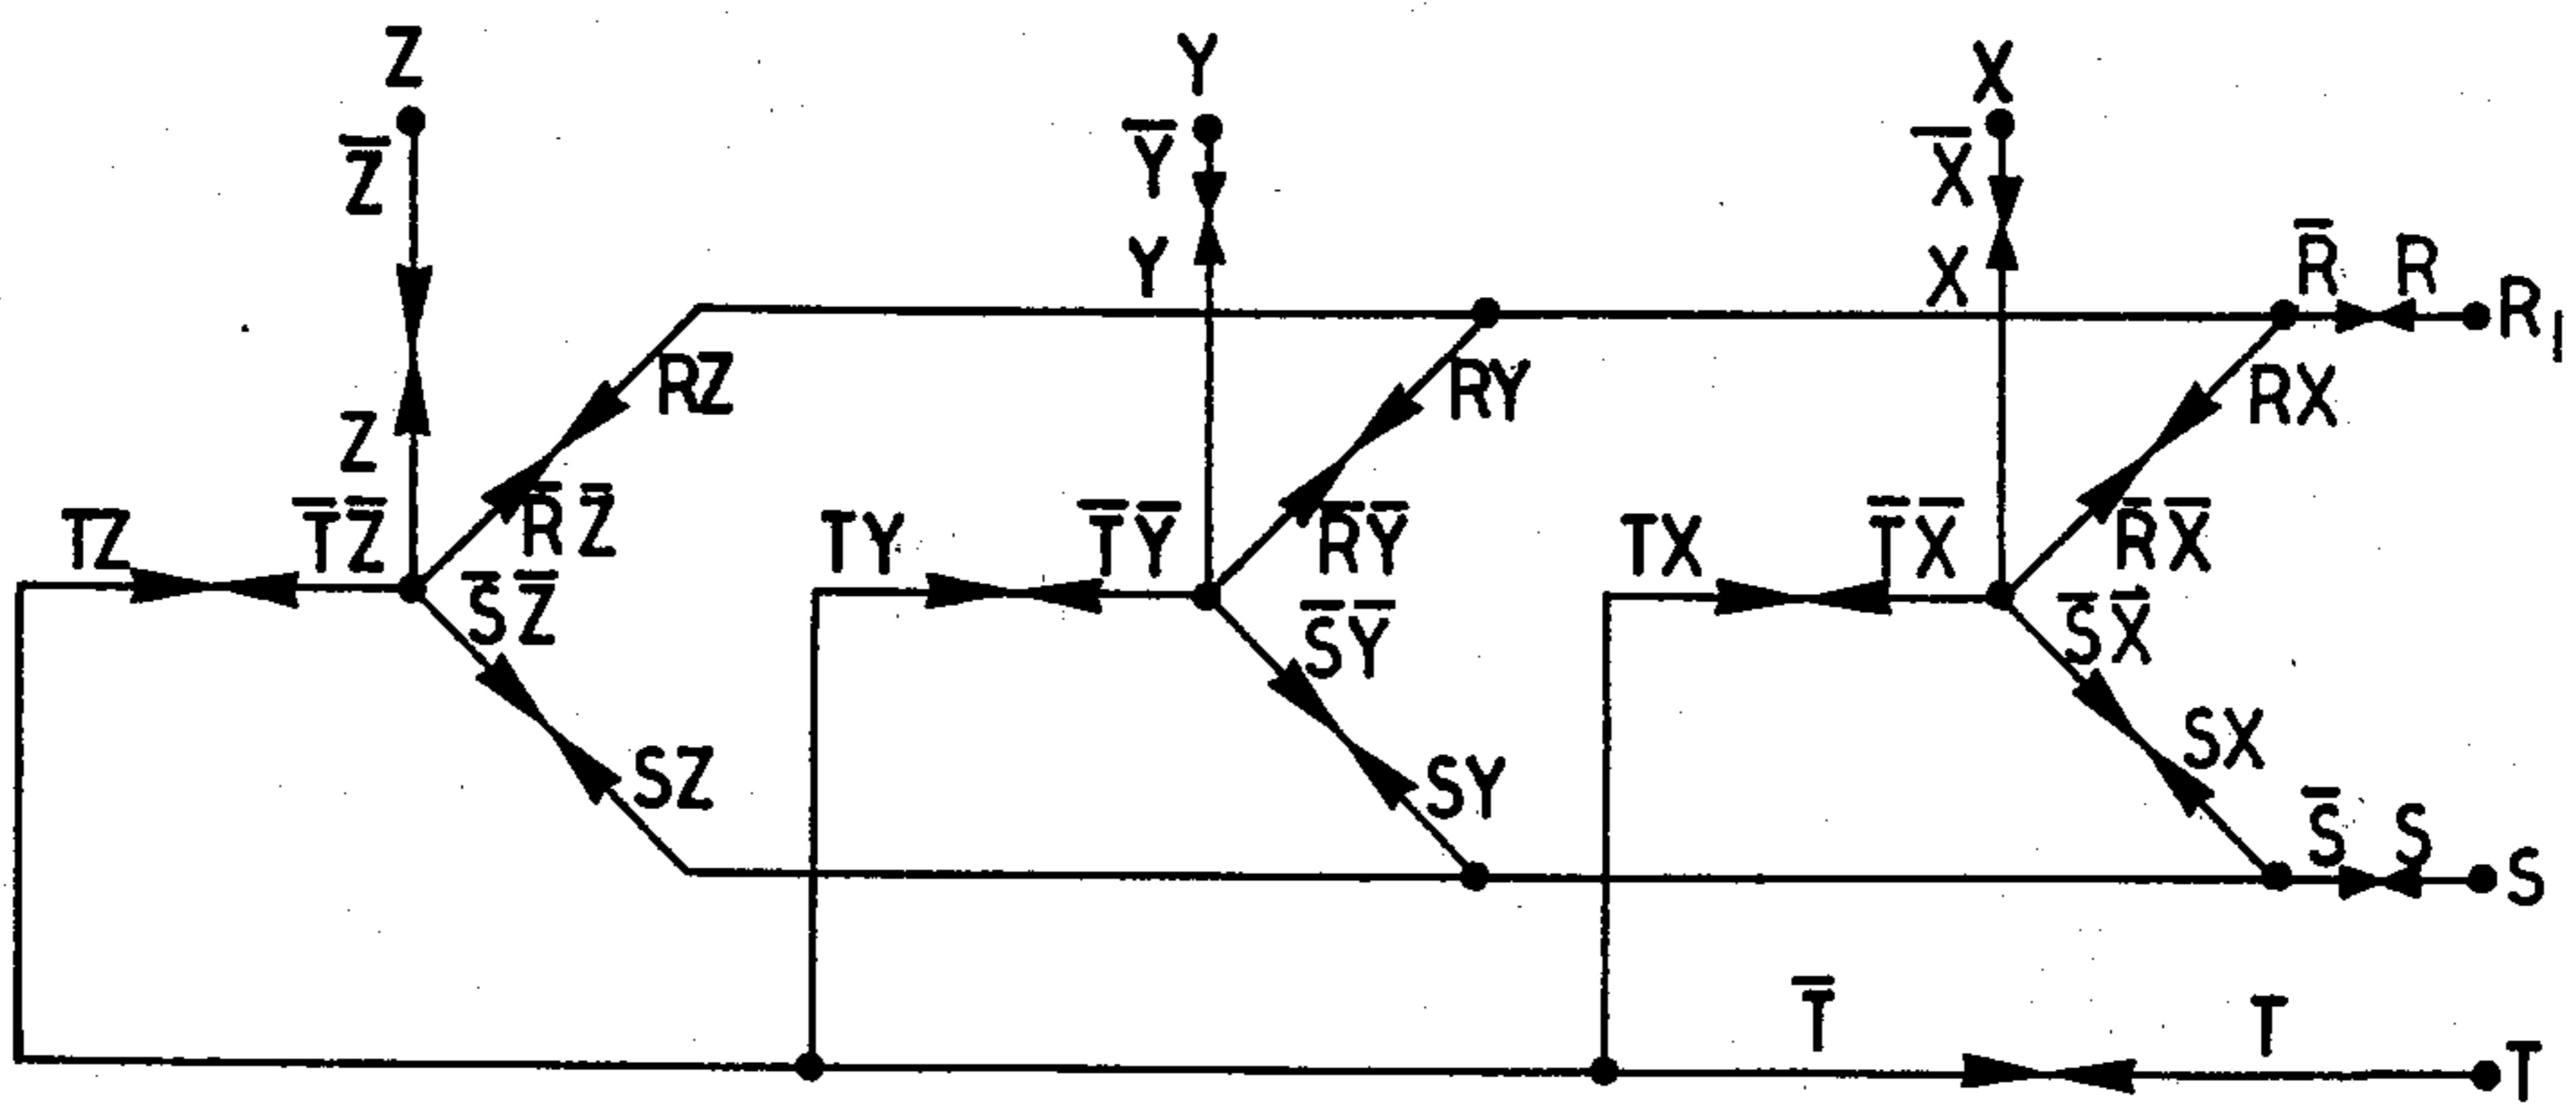 Z Y X
Z̅ Y̅ X̅
Y X R̅ R R1
RZ RY RX
Z
TZ T̅Z̅ R̅Z̅ TY T̅Y̅ R̅Y̅ TX T̅X̅ R̅X̅
S̅Z̅ S̅Y̅ S̅X̅
SZ SY SX
S̅ S S
T̅ T T